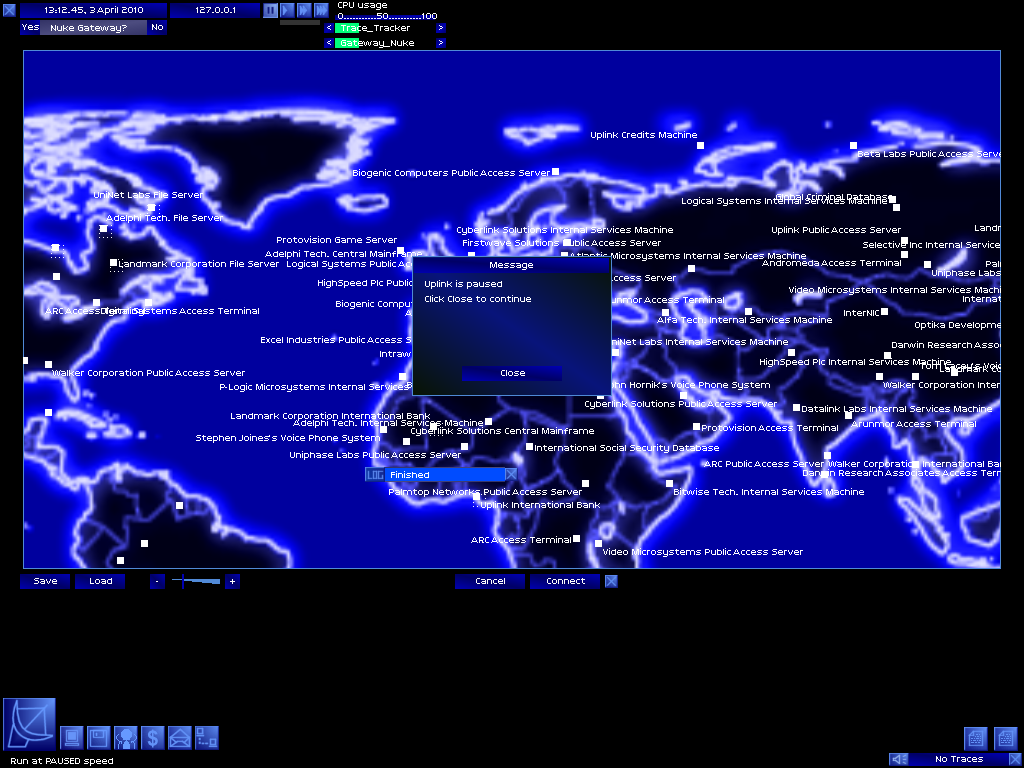 13:12.45, 3 April 2010
127.0.0.1
CPU usage
0...........50...........100
Yes
Nuke Gateway?
No
< Trace_Tracker >
< Gateway_Nuke >
Uplink Credits Machine
Beta Labs Public Access Serve
Biogenic Computers Public Access Server
UniNet Labs File Server
Global Criminal Database
Logical Systems Internal Services Machine
Adelphi Tech. File Server
Cyberlink Solutions Internal Services Machine
Uplink Public Access Server
Landr
Protovision Game Server
Firstwave Solutions Public Access Server
Selective Inc Internal Service
Adelphi Tech. Central Mainframe
Microsystems Internal Services Machine
Landmark Corporation File Server
Logical Systems Public Ac
Message
Andromeda Access Terminal
Uniphase Labs
HighSpeed Plc Public
Uplink is paused
ccess Server
Video Microsystems Internal Services Machi
Click Close to continue
Biogenic Compu
unmor Access Terminal
Internat
ARC Access
Systems Access Terminal
InterNIC
Alfa Tech. Internal Services Machine
Optika Developme
Excel Industries Public Access S
niNet Labs Internal Services Machine
Darwin Research Asso
Intraw
HighSpeed Plc Internal Services Machine
Walker Corporation Public Access Server
Close
P-Logic Microsystems Internal Services
hn Hornik's Voice Phone System
Walker Corporation Inter
Cyberlink Solutions Public Access Server
Datalink Labs Internal Services Machine
Landmark Corporation International Bank
Adelphi Tech. Internal Services Machine
Arunmor Access Terminal
Cyberlink Solutions Central Mainframe
Protovision Access Terminal
Stephen Joines's Voice Phone System
International Social Security Database
Uniphase Labs Public Access Server
ARC Public Access Server
Walker Corporation International Ba
LOG
Finished
Darwin Research Associates Access Ter
Palmtop Networks Public Access Server
Bitwise Tech. Internal Services Machine
Uplink International Bank
ARC Access Terminal
Video Microsystems Public Access Server
Save
Load
-
+
Cancel
Connect
Run at PAUSED speed
No Traces